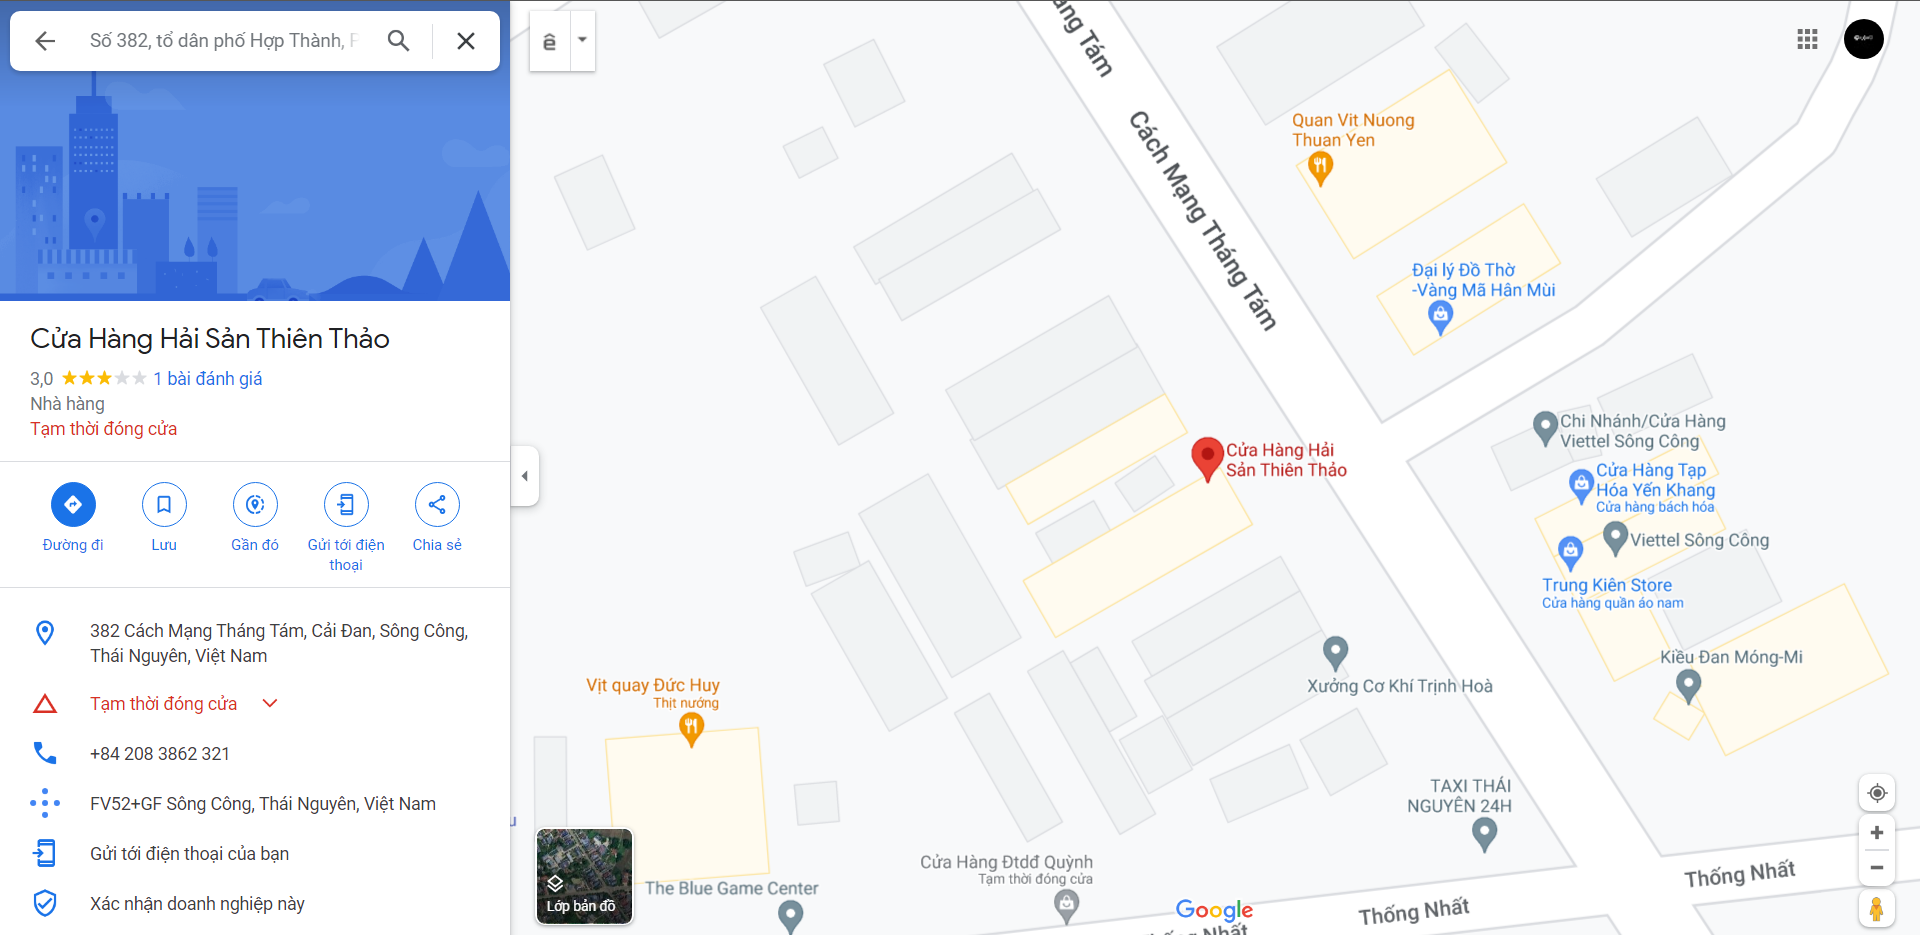 Số 382, tổ dân phố Hợp Thành, P
Cửa Hàng Hải Sản Thiên Thảo
3,0
1 bài đánh giá
Nhà hàng
Tạm thời đóng cửa
Đường đi
Lưu
Gần đó
Gửi tới điện
thoại
Chia sẻ
382 Cách Mạng Tháng Tám, Cải Đan, Sông Công,
Thái Nguyên, Việt Nam
Tạm thời đóng cửa
+84 208 3862 321
FV52+GF Sông Công, Thái Nguyên, Việt Nam
Gửi tới điện thoại của bạn
Xác nhận doanh nghiệp này
ê
ạng Tám
Cách Mạng Tháng Tám
Quan Vit Nuong
Thuan Yen
Đại lý Đồ Thờ
-Vàng Mã Hân Mùi
Cửa Hàng Hải
Sản Thiên Thảo
Chi Nhánh/Cửa Hàng
Viettel Sông Công
Cửa Hàng Tạp
Hóa Yến Khang
Cửa hàng bách hóa
Viettel Sông Công
Trung Kiên Store
Cửa hàng quần áo nam
Kiều Đan Móng-Mi
Xưởng Cơ Khí Trịnh Hoà
Vịt quay Đức Huy
Thịt nướng
TAXI THÁI
NGUYÊN 24H
Cửa Hàng Đtdđ Quỳnh
Tạm thời đóng cửa
The Blue Game Center
Lớp bản đồ
Google
Thống Nhất
Thống Nhất
Nhất